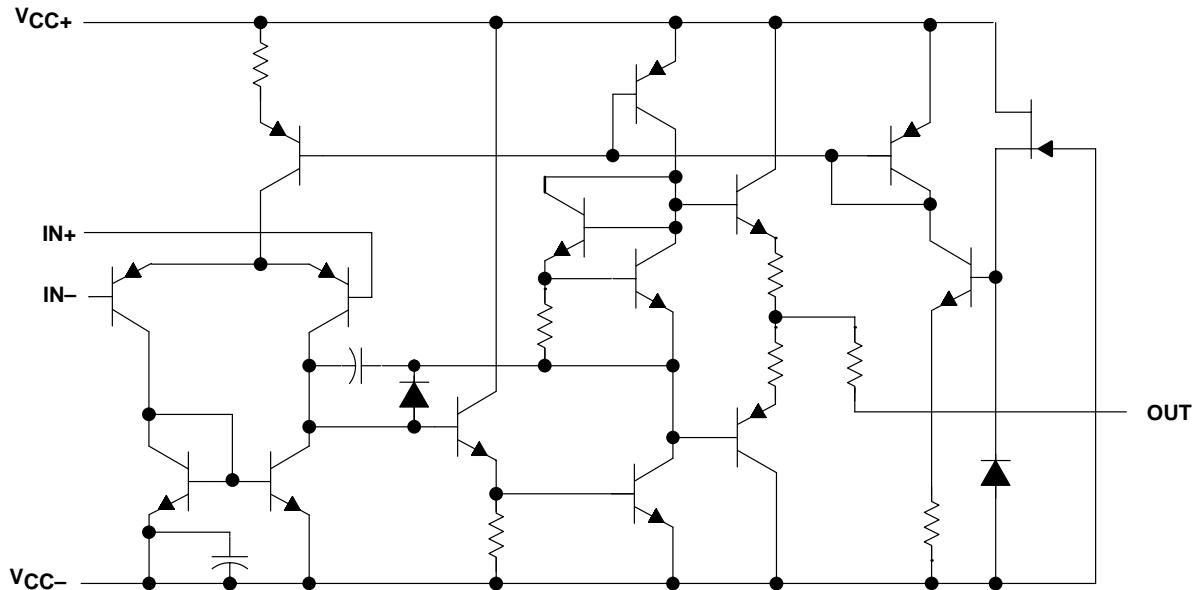 VCC+
IN+
IN–
OUT
VCC–